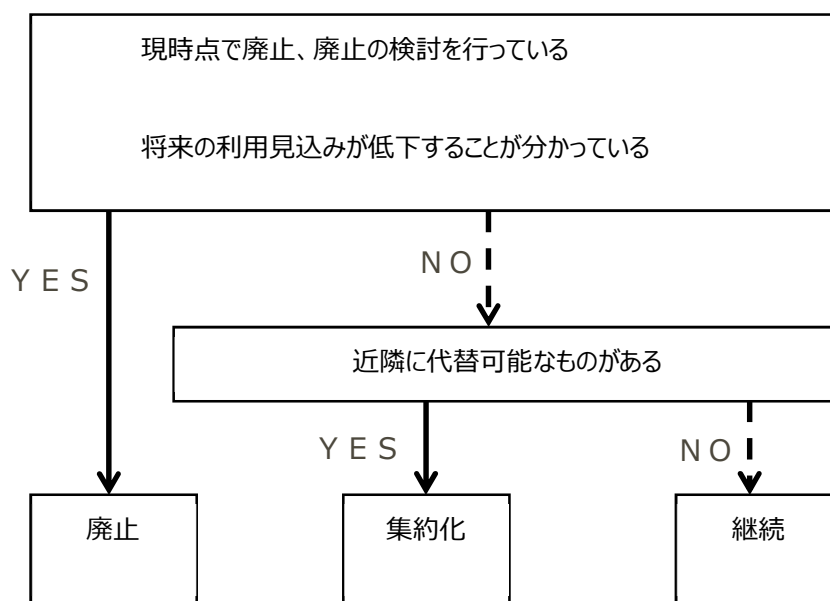 現時点で廃止、廃止の検討を行っている
将来の利用見込みが低下することが分かっている
ＹＥＳ
ＮＯ
近隣に代替可能なものがある
ＹＥＳ
ＮＯ
廃止
集約化
継続